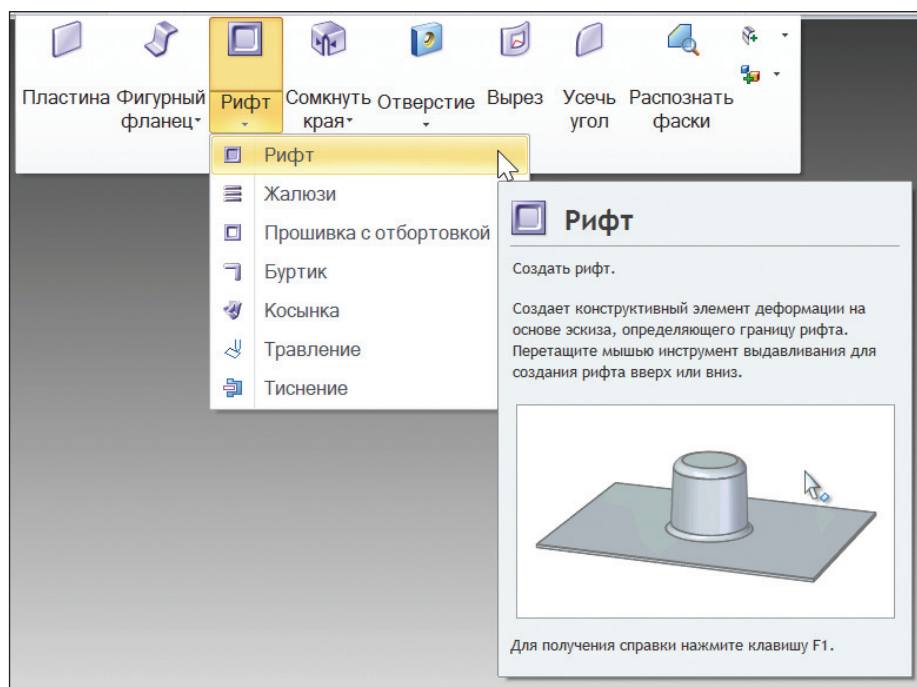 Пластина Фигурный Рифт Сомкнуть Отверстие Вырез Усечь Распознать
фланец края угол фаски
Рифт
Жалюзи
Прошивка с отбортовкой
Буртик
Косынка
Травление
Тиснение
Рифт
Создать рифт.
Создает конструктивный элемент деформации на
основе эскиза, определяющего границу рифта.
Перетащите мышью инструмент выдавливания для
создания рифта вверх или вниз.
Для получения справки нажмите клавишу F1.